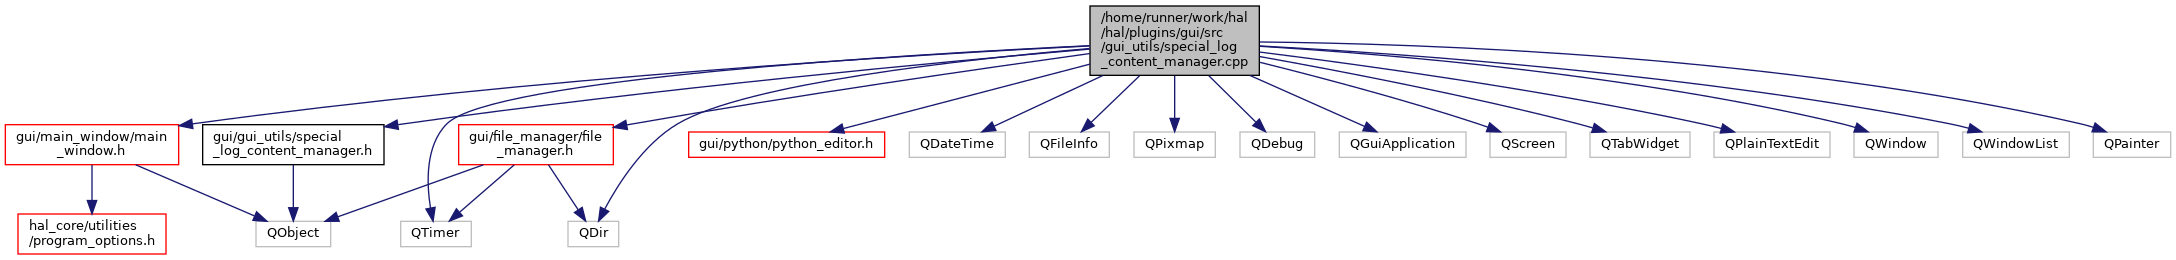 /home/runner/work/hal
/hal/plugins/gui/src
/gui_utils/special_log
_content_manager.cpp
gui/main_window/main
_window.h
gui/gui_utils/special
_log_content_manager.h
gui/file_manager/file
_manager.h
gui/python/python_editor.h
QDateTime
QFileInfo
QPixmap
QDebug
QGuiApplication
QScreen
QTabWidget
QPlainTextEdit
QWindow
QWindowList
QPainter
hal_core/utilities
/program_options.h
QObject
QTimer
QDir